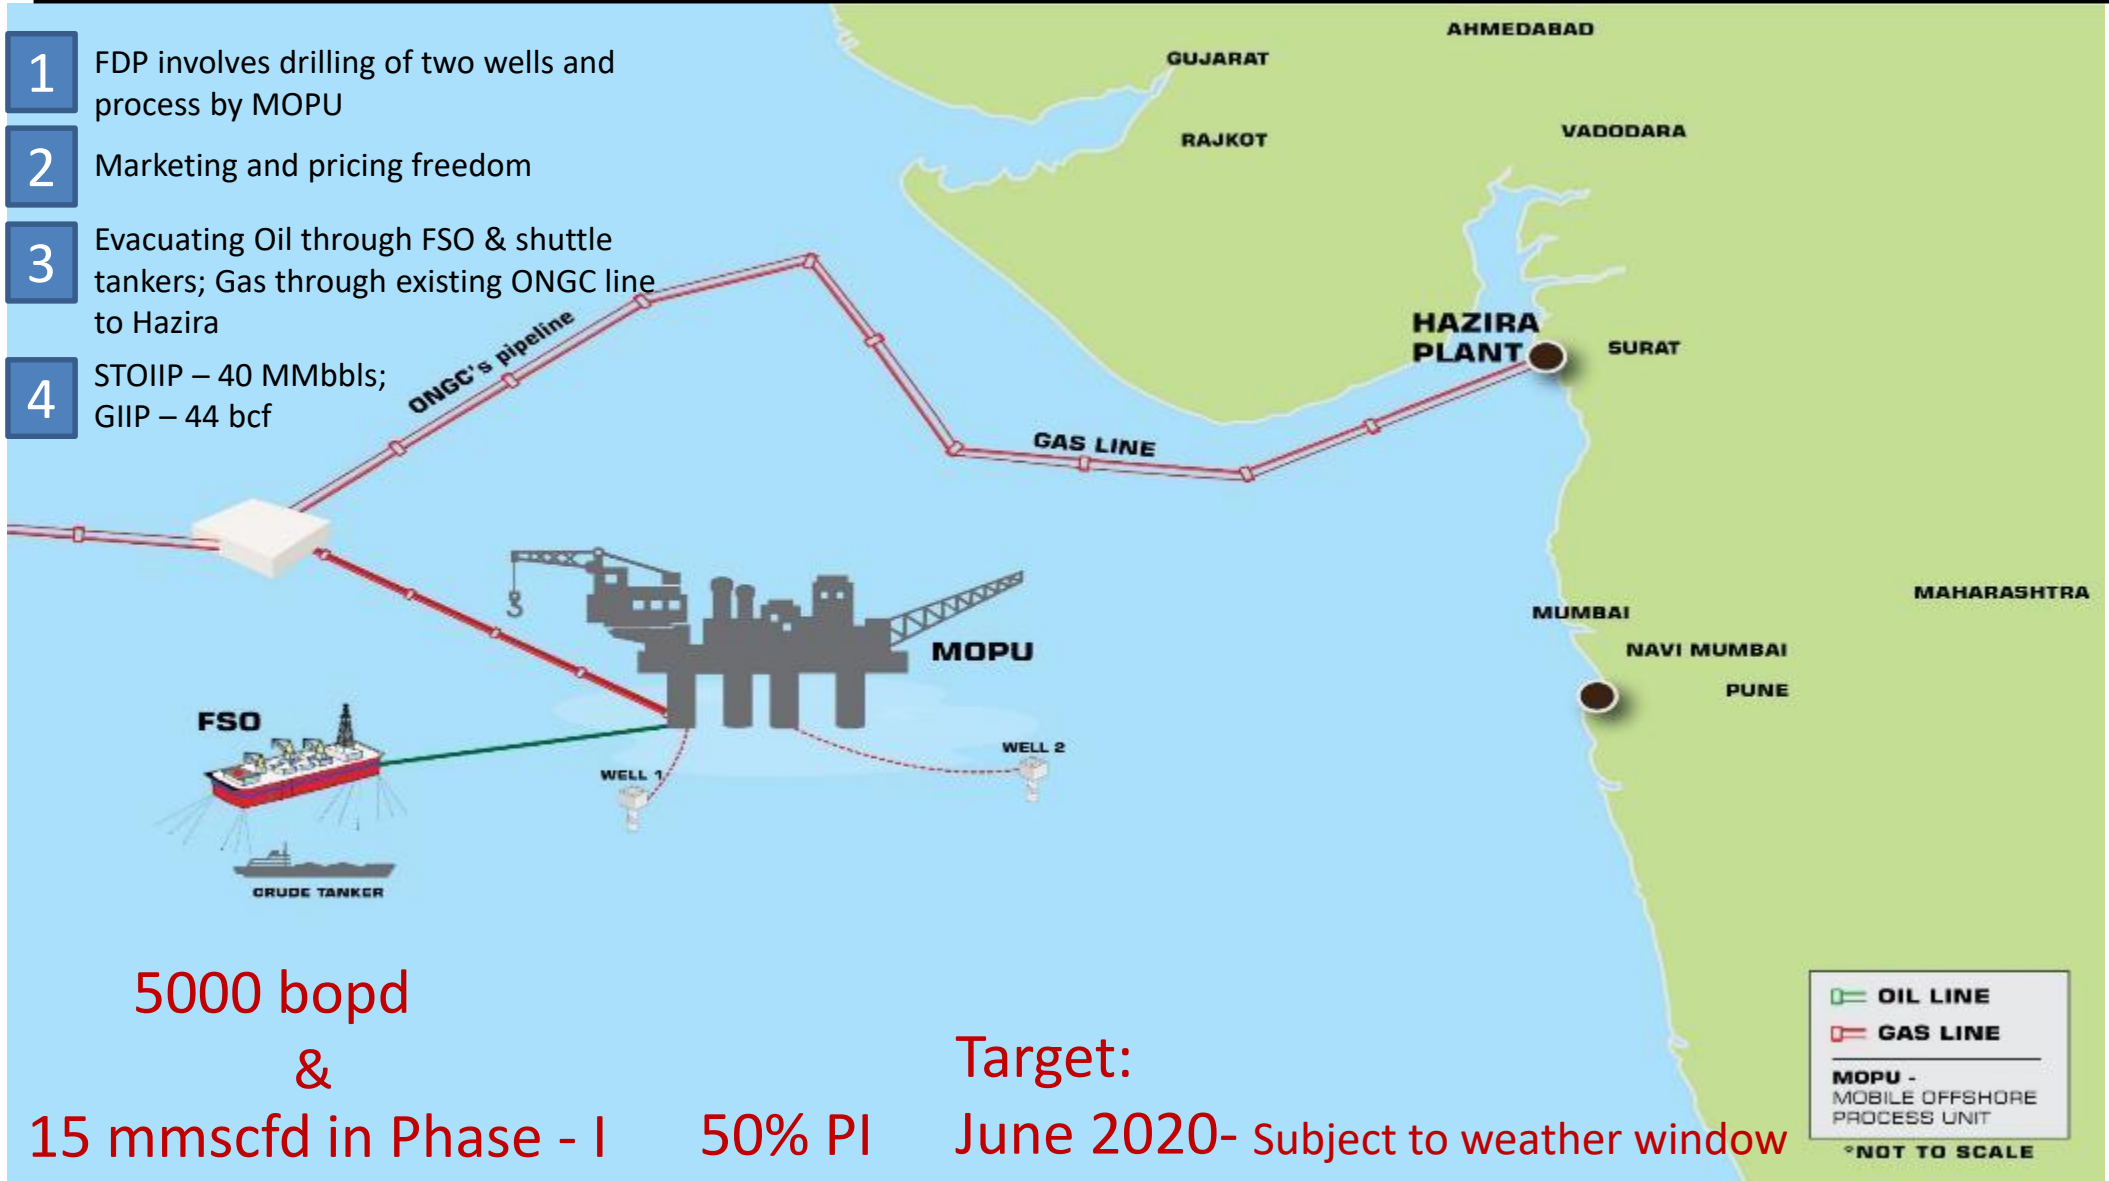 1
FDP involves drilling of two wells and
process by MOPU
2
Marketing and pricing freedom
3
Evacuating Oil through FSO & shuttle
tankers; Gas through existing ONGC line
to Hazira
4
STOIIP – 40 MMbbls;
GIIP – 44 bcf
AHMEDABAD
GUJARAT
RAJKOT
VADODARA
HAZIRA
PLANT
SURAT
ONGC's pipeline
GAS LINE
MAHARASHTRA
MUMBAI
NAVI MUMBAI
PUNE
MOPU
FSO
WELL 1
WELL 2
CRUDE TANKER
5000 bopd
&
15 mmscfd in Phase - I
50% PI
Target:
June 2020- Subject to weather window
OIL LINE
GAS LINE
MOPU -
MOBILE OFFSHORE
PROCESS UNIT
*NOT TO SCALE